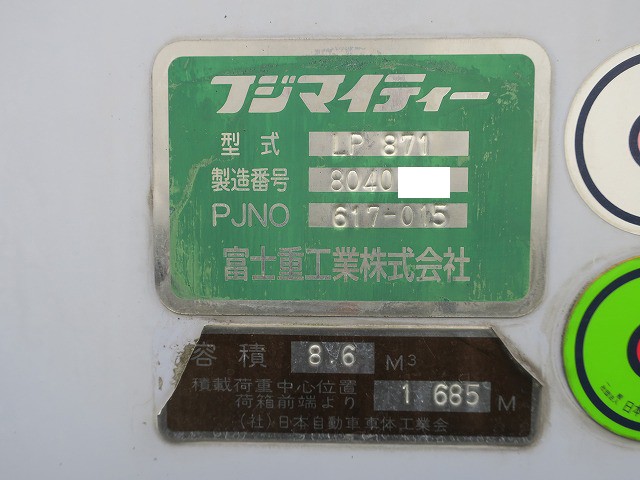 フジマイティー
型式 LP 871
製造番号 8040
PJNO 617-015
富士重工業株式会社
容積 8.6 M³
積載荷重中心位置
荷箱前端より 1.685 M
(社)日本自動車車体工業会
日本